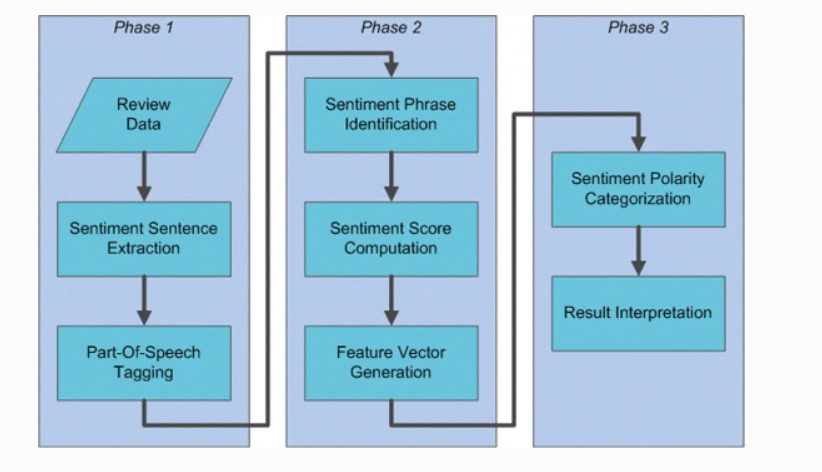 Phase 1
Review
Data
Sentiment Sentence
Extraction
Part-Of-Speech
Tagging
Phase 2
Sentiment Phrase
Identification
Sentiment Score
Computation
Feature Vector
Generation
Phase 3
Sentiment Polarity
Categorization
Result Interpretation